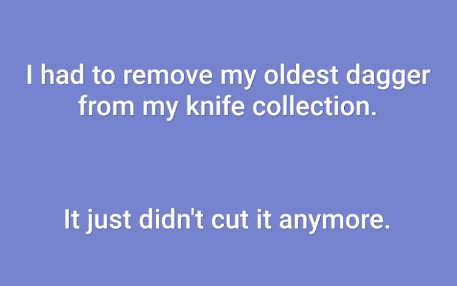 I had to remove my oldest dagger
from my knife collection.
It just didn't cut it anymore.